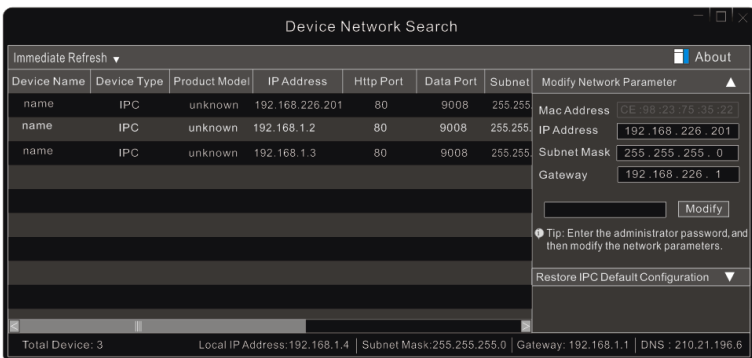 Device Network Search
Immediate Refresh ▼ About
Device Name Device Type Product Model IP Address Http Port Data Port Subnet
name IPC unknown 192.168.226.201 80 9008 255.255
name IPC unknown 192.168.1.2 80 9008 255.255.
name IPC unknown 192.168.1.3 80 9008 255.255.
Modify Network Parameter ▲
Mac Address CE:98:23:75:35:22
IP Address 192.168.226.201
Subnet Mask 255.255.255.0
Gateway 192.168.226.1
Modify
Tip: Enter the administrator password, and
then modify the network parameters.
Restore IPC Default Configuration ▼
Total Device: 3 Local IP Address:192.168.1.4 Subnet Mask:255.255.255.0 Gateway: 192.168.1.1 DNS : 210.21.196.6